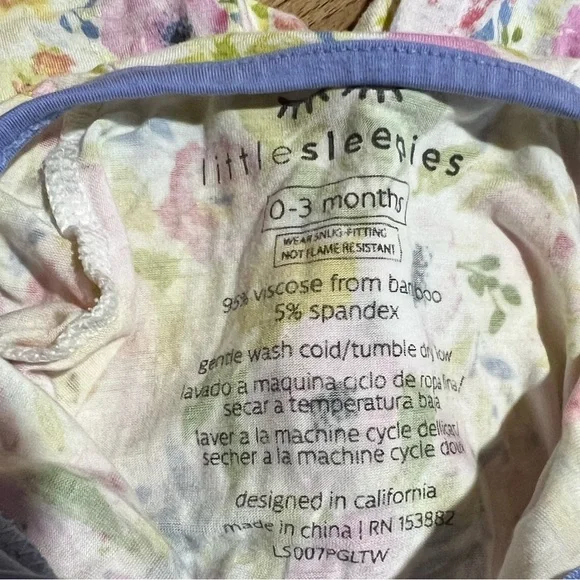 littlesleepies
0-3 months
WEAR SNUG-FITTING
NOT FLAME RESISTANT
95% viscose from bamboo
5% spandex
gentle wash cold/tumble dry low
lavado a maquina ciclo de ropa fina/
secar a temperatura baja
laver a la machine cycle delicat/
secher a la machine cycle doux
designed in california
made in china | RN 153882
LS007PGLTW